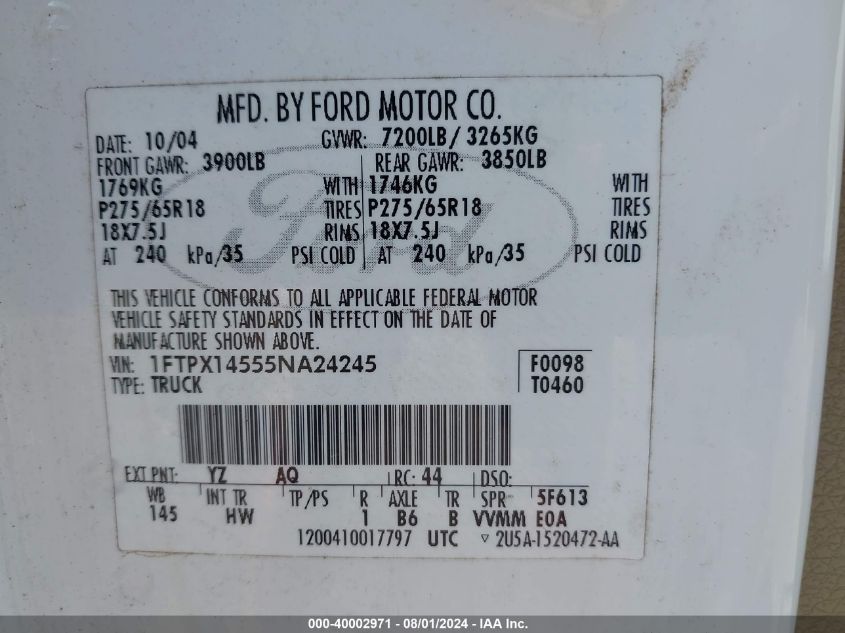 MFD. BY FORD MOTOR CO.
DATE: 10/04 GVWR: 7200LB / 3265KG
FRONT GAWR: 3900LB REAR GAWR: 3850LB
1769KG WITH 1746KG WITH
P275/65R18 TIRES P275/65R18 TIRES
18X7.5J RIMS 18X7.5J RIMS
AT 240 kPa/35 PSI COLD AT 240 kPa/35 PSI COLD
Ford
THIS VEHICLE CONFORMS TO ALL APPLICABLE FEDERAL MOTOR
VEHICLE SAFETY STANDARDS IN EFFECT ON THE DATE OF
MANUFACTURE SHOWN ABOVE.
VIN: 1FTPX14555NA24245 F0098
TYPE: TRUCK T0460
EXT PNT: YZ AQ RC: 44 DSO:
WB INT TR TP/PS R AXLE TR SPR 5F613
145 HW 1 B6 B VVMM EOA
1200410017797 UTC ▽ 2U5A-1520472-AA
000-40002971 - 08/01/2024 - IAA Inc.